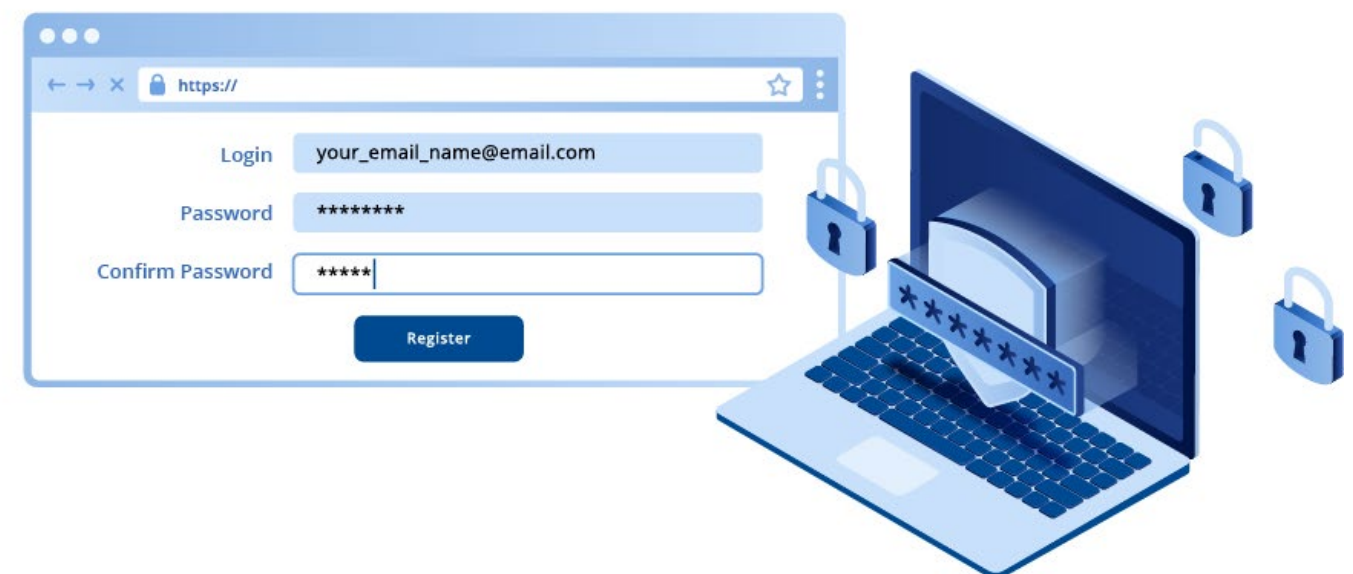 https://
Login your_email_name@email.com
Password ********
Confirm Password *****
Register
*******